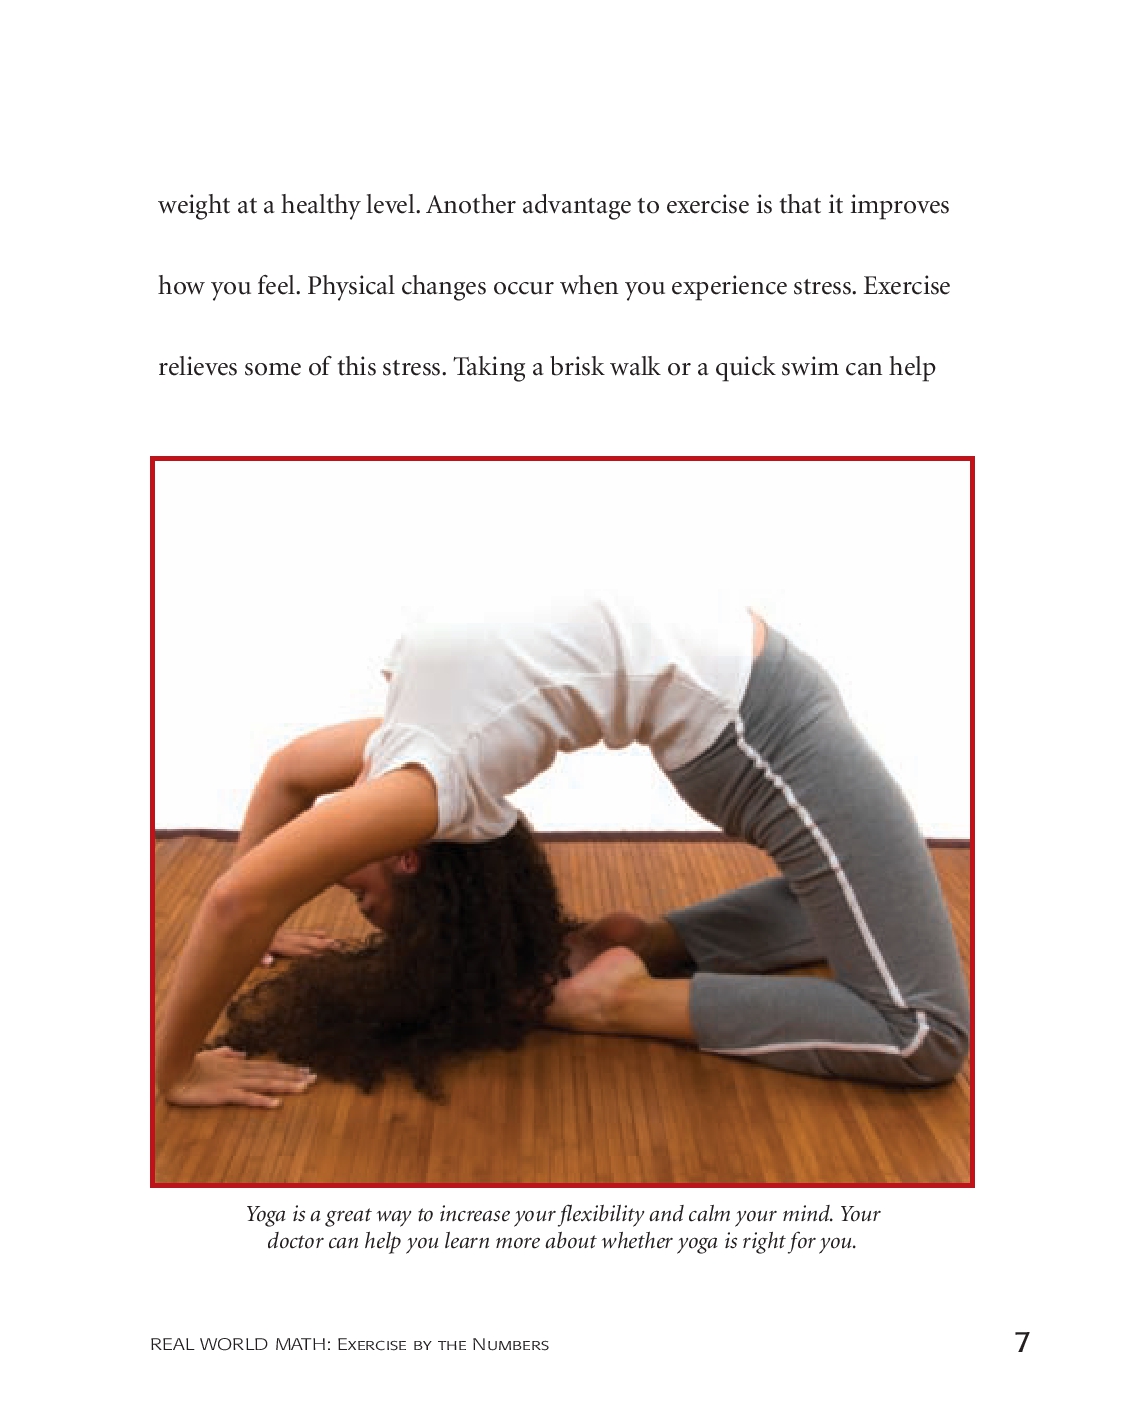 weight at a healthy level. Another advantage to exercise is that it improves
how you feel. Physical changes occur when you experience stress. Exercise
relieves some of this stress. Taking a brisk walk or a quick swim can help
Yoga is a great way to increase your flexibility and calm your mind. Your
doctor can help you learn more about whether yoga is right for you.
REAL WORLD MATH: Exercise by the Numbers
7